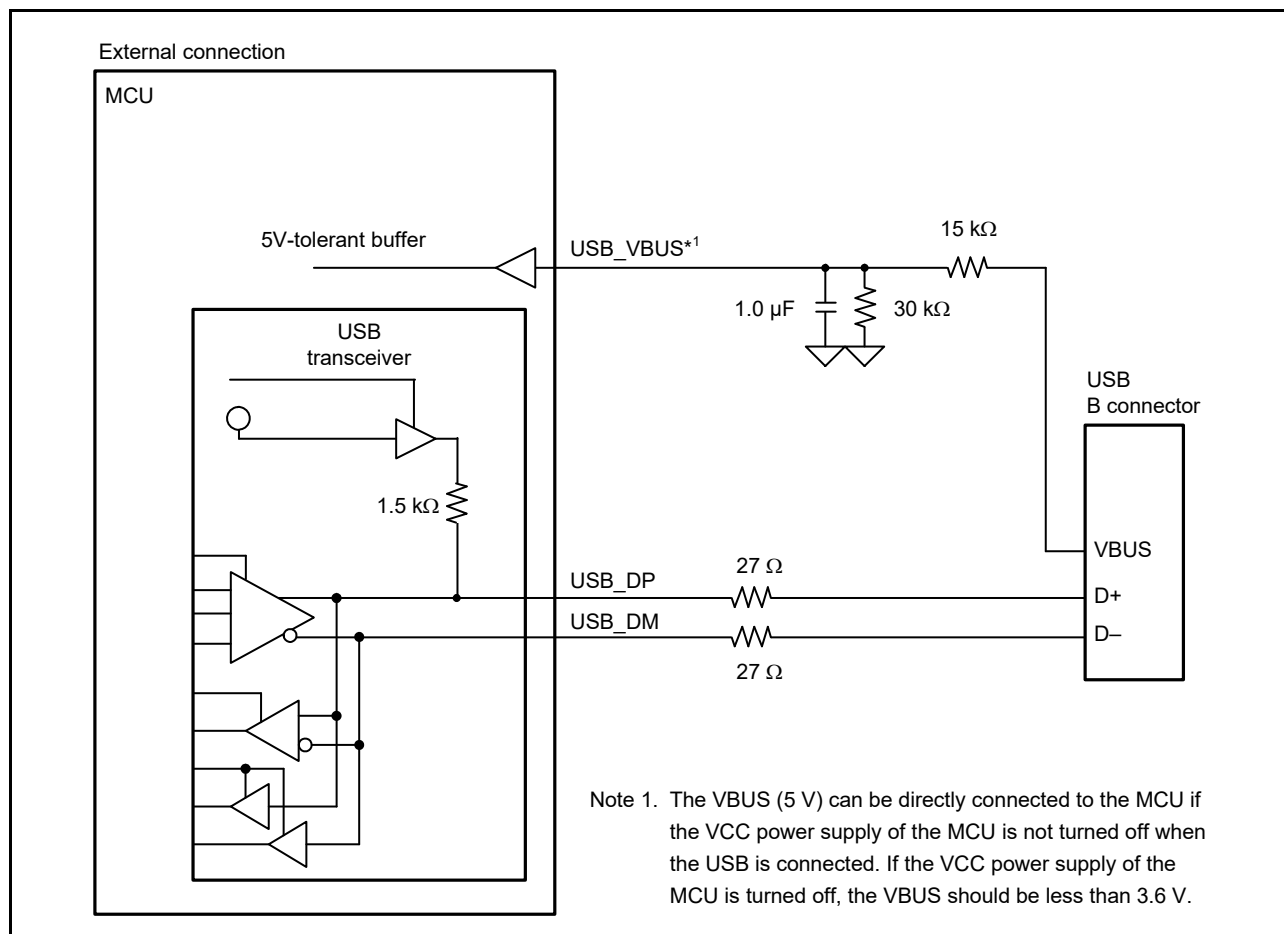 External connection
MCU
5V-tolerant buffer
USB_VBUS*1
15 kΩ
1.0 µF
30 kΩ
USB
transceiver
USB
B connector
1.5 kΩ
VBUS
27 Ω
USB_DP
D+
USB_DM
D–
27 Ω
Note 1. The VBUS (5 V) can be directly connected to the MCU if
the VCC power supply of the MCU is not turned off when
the USB is connected. If the VCC power supply of the
MCU is turned off, the VBUS should be less than 3.6 V.